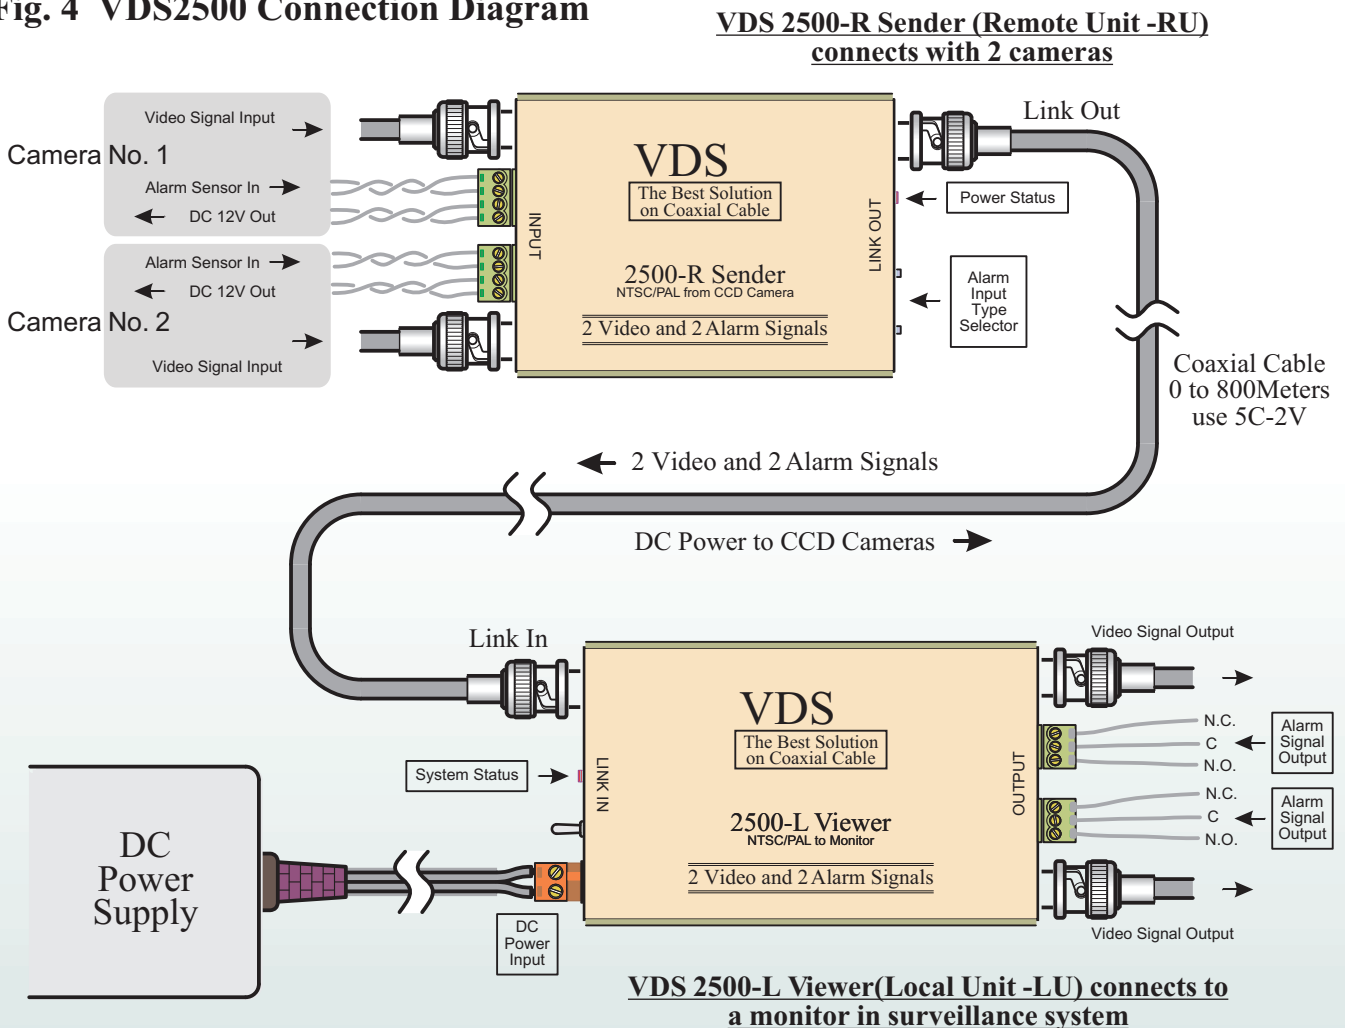 Fig. 4 VDS2500 Connection Diagram
VDS 2500-R Sender (Remote Unit -RU)
connects with 2 cameras
Video Signal Input
Camera No. 1
Alarm Sensor In
DC 12V Out
Alarm Sensor In
DC 12V Out
Camera No. 2
Video Signal Input
INPUT
VDS
The Best Solution
on Coaxial Cable
2500-R Sender
NTSC/PAL from CCD Camera
2 Video and 2 Alarm Signals
LINK OUT
Link Out
Power Status
Alarm
Input
Type
Selector
Coaxial Cable
0 to 800Meters
use 5C-2V
2 Video and 2 Alarm Signals
DC Power to CCD Cameras
Link In
System Status
LINK IN
VDS
The Best Solution
on Coaxial Cable
2500-L Viewer
NTSC/PAL to Monitor
2 Video and 2 Alarm Signals
OUTPUT
Video Signal Output
N.C.
C
N.O.
Alarm
Signal
Output
N.C.
C
N.O.
Alarm
Signal
Output
Video Signal Output
DC
Power
Supply
DC
Power
Input
VDS 2500-L Viewer(Local Unit -LU) connects to
a monitor in surveillance system